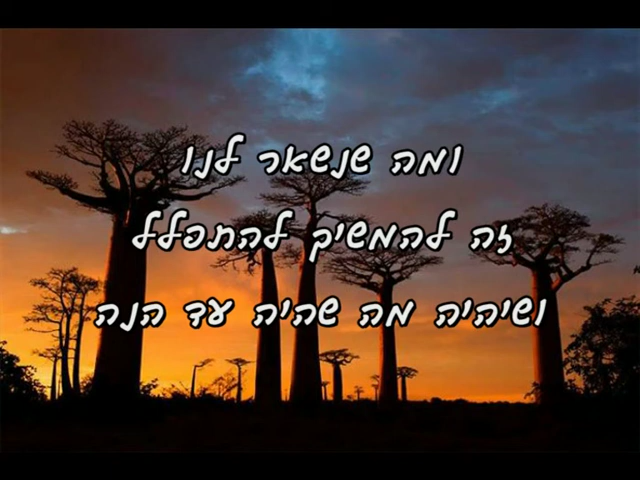 ומה שנשאר לנו
זה להמשיך להתפלל
ושיהיה מה שהיה עד הנה